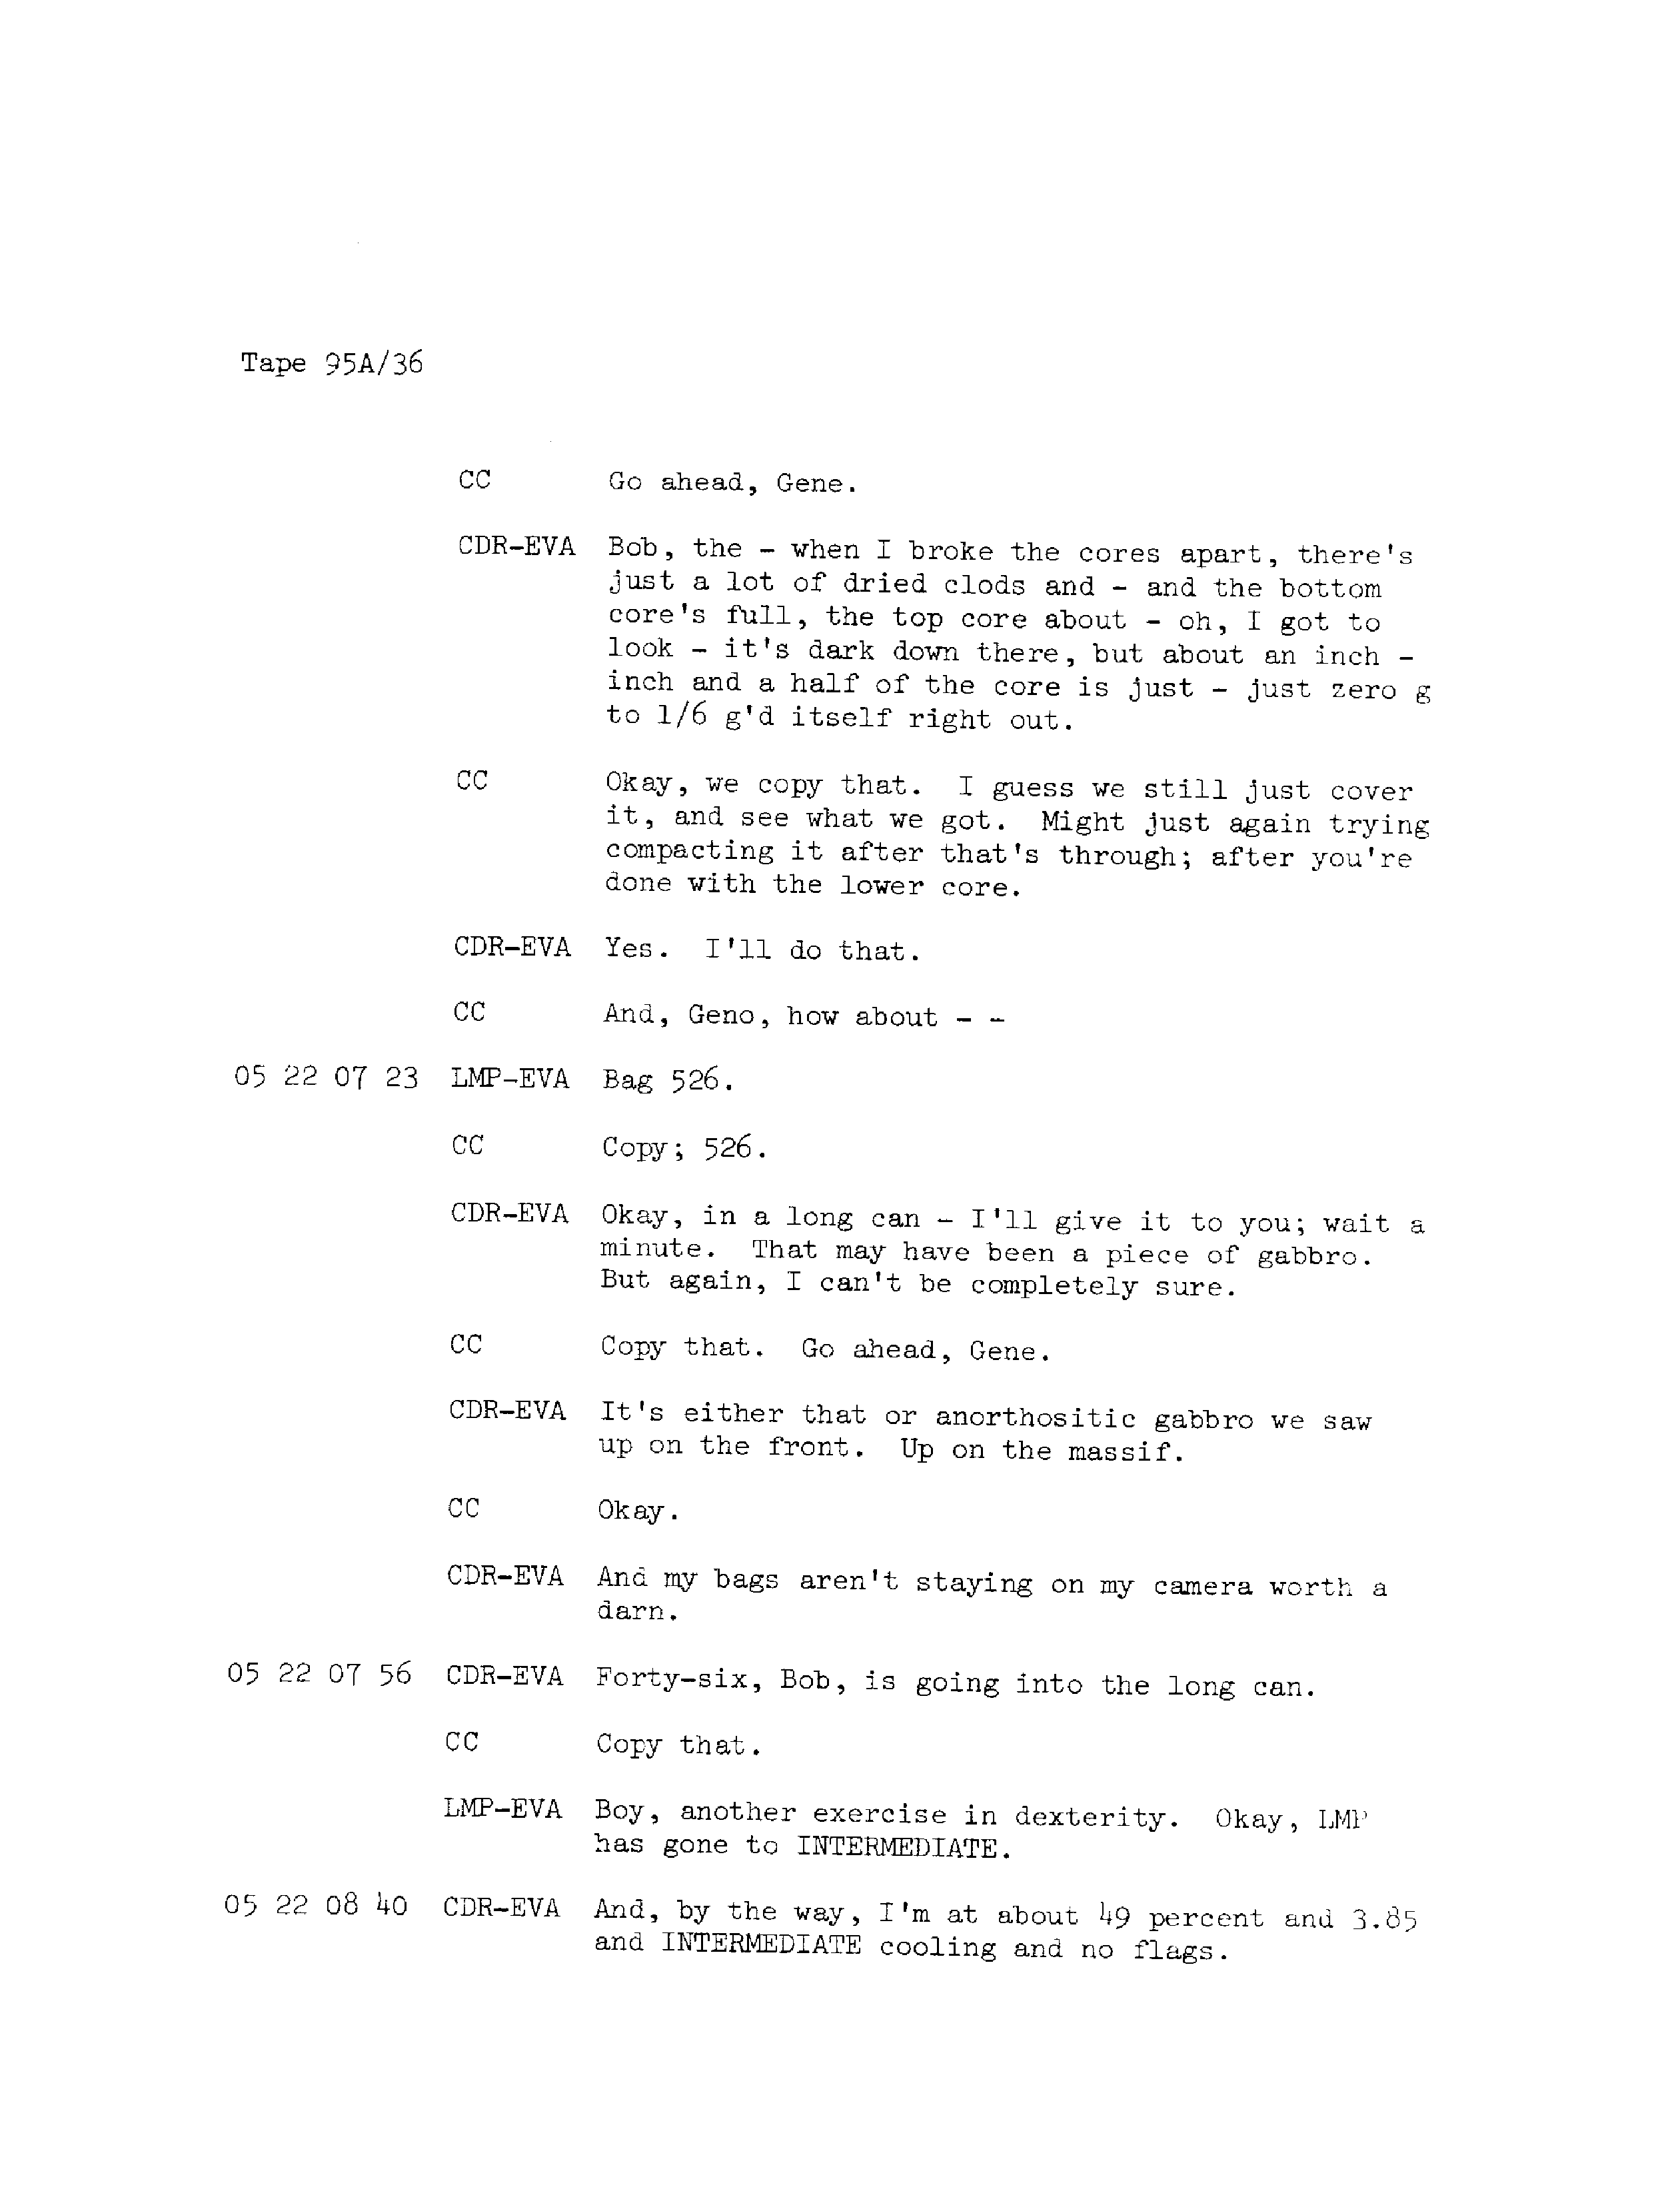 Tape 95A/36
CC Go ahead, Gene.
CDR-EVA Bob, the - when I broke the cores apart, there's
just a lot of dried clods and - and the bottom
core's full, the top core about - oh, I got to
look - it's dark down there, but about an inch -
inch and a half of the core is just - just zero g
to 1/6 g'd itself right out.
CC Okay, we copy that. I guess we still just cover
it, and see what we got. Might just again trying
compacting it after that's through; after you're
done with the lower core.
CDR-EVA Yes. I'll do that.
CC And, Geno, how about - -
05 22 07 23 LMP-EVA Bag 526.
CC Copy; 526.
CDR-EVA Okay, in a long can - I'll give it to you; wait a
minute. That may have been a piece of gabbro.
But again, I can't be completely sure.
CC Copy that. Go ahead, Gene.
CDR-EVA It's either that or anorthositic gabbro we saw
up on the front. Up on the massif.
CC Okay.
CDR-EVA And my bags aren't staying on my camera worth a
darn.
05 22 07 56 CDR-EVA Forty-six, Bob, is going into the long can.
CC Copy that.
LMP-EVA Boy, another exercise in dexterity. Okay, LMP
has gone to INTERMEDIATE.
05 22 08 40 CDR-EVA And, by the way, I'm at about 49 percent and 3.85
and INTERMEDIATE cooling and no flags.